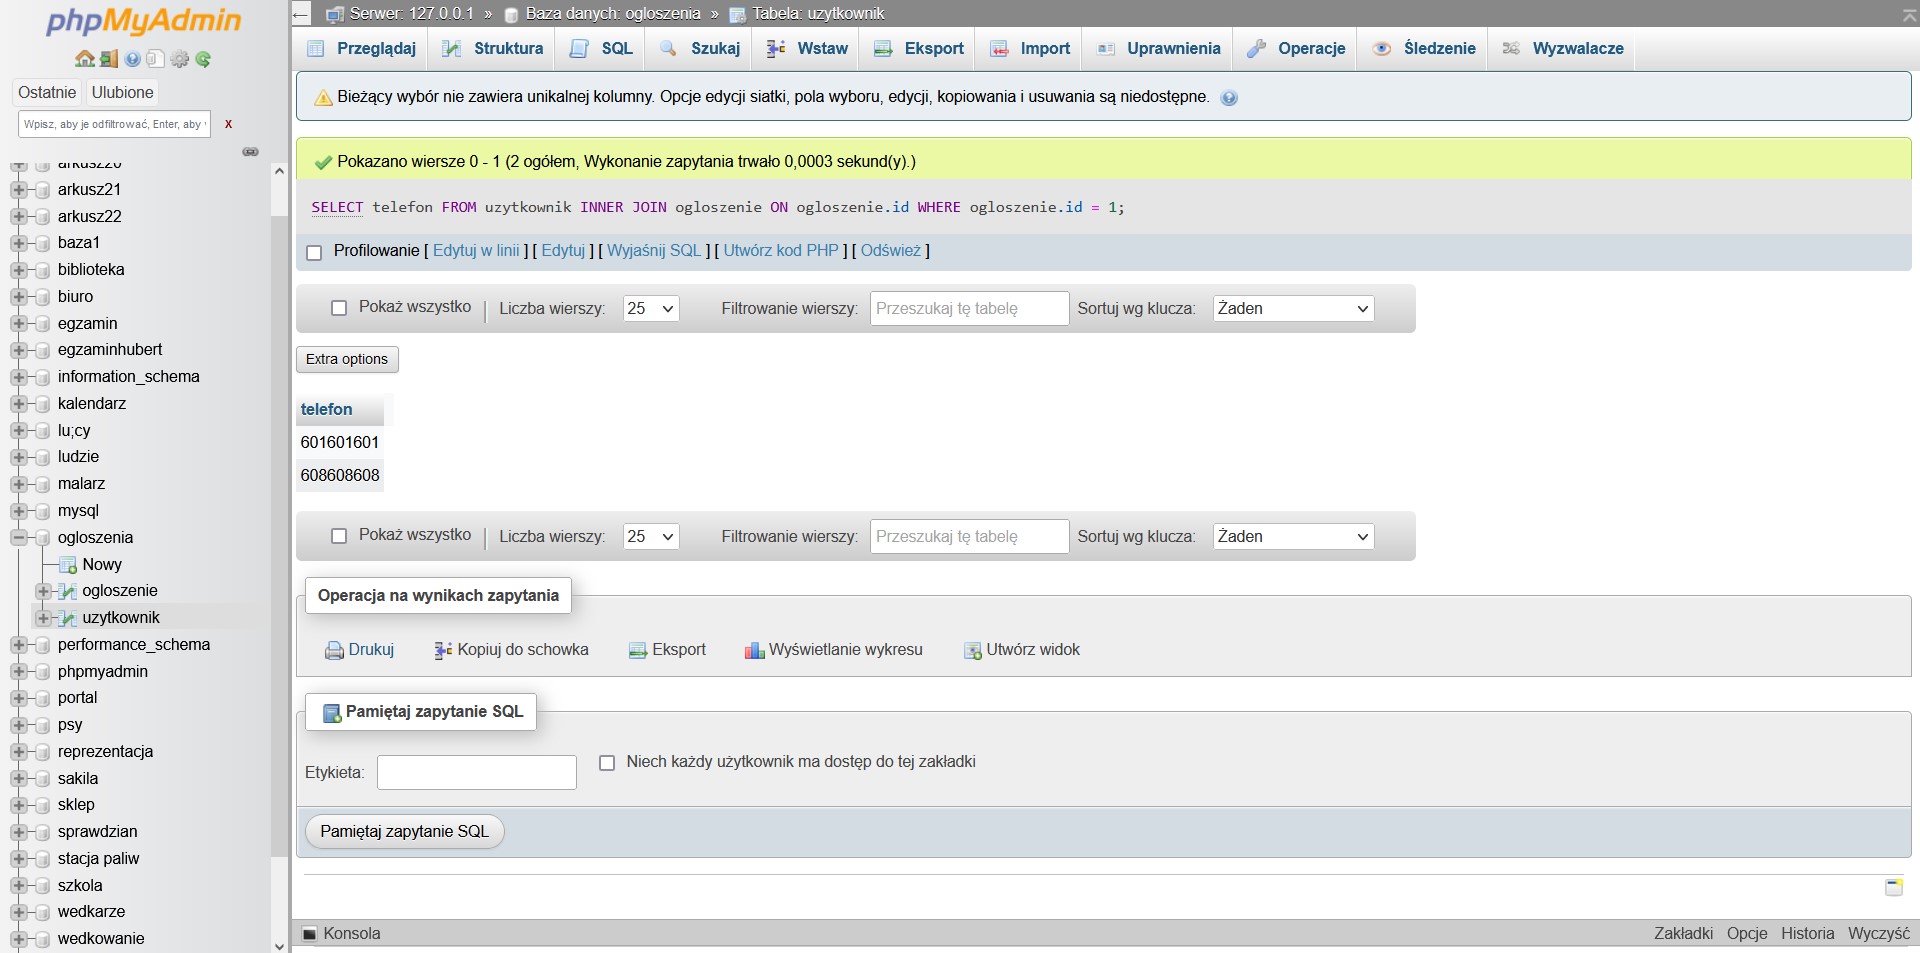 phpMyAdmin
Ostatnie Ulubione
Wpisz, aby je odfiltrować, Enter, aby
X
arkusz20
arkusz21
arkusz22
baza1
biblioteka
biuro
egzamin
egzaminhubert
information_schema
kalendarz
lu;cy
ludzie
malarz
mysql
ogloszenia
Nowy
ogloszenie
uzytkownik
performance_schema
phpmyadmin
portal
psy
reprezentacja
sakila
sklep
sprawdzian
stacja paliw
szkola
wedkarze
wedkowanie
Serwer: 127.0.0.1 » Baza danych: ogloszenia » Tabela: uzytkownik
Przeglądaj Struktura SQL Szukaj Wstaw Eksport Import Uprawnienia Operacje Śledzenie Wyzwalacze
Bieżący wybór nie zawiera unikalnej kolumny. Opcje edycji siatki, pola wyboru, edycji, kopiowania i usuwania są niedostępne.
Pokazano wiersze 0 - 1 (2 ogółem, Wykonanie zapytania trwało 0,0003 sekund(y).)
SELECT telefon FROM uzytkownik INNER JOIN ogloszenie ON ogloszenie.id WHERE ogloszenie.id = 1;
Profilowanie [ Edytuj w linii ] [ Edytuj ] [ Wyjaśnij SQL ] [ Utwórz kod PHP ] [ Odśwież ]
Pokaż wszystko | Liczba wierszy: 25 Filtrowanie wierszy: Przeszukaj tę tabelę Sortuj wg klucza: Żaden
Extra options
telefon
601601601
608608608
Pokaż wszystko | Liczba wierszy: 25 Filtrowanie wierszy: Przeszukaj tę tabelę Sortuj wg klucza: Żaden
Operacja na wynikach zapytania
Drukuj Kopiuj do schowka Eksport Wyświetlanie wykresu Utwórz widok
Pamiętaj zapytanie SQL
Etykieta: Niech każdy użytkownik ma dostęp do tej zakładki
Pamiętaj zapytanie SQL
Konsola Zakładki Opcje Historia Wyczyść